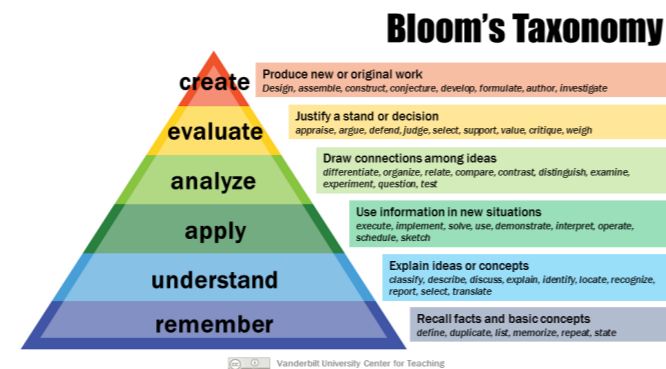 Bloom's Taxonomy
create
Produce new or original work
Design, assemble, construct, conjecture, develop, formulate, author, investigate
evaluate
Justify a stand or decision
appraise, argue, defend, judge, select, support, value, critique, weigh
analyze
Draw connections among ideas
differentiate, organize, relate, compare, contrast, distinguish, examine,
experiment, question, test
apply
Use information in new situations
execute, implement, solve, use, demonstrate, interpret, operate,
schedule, sketch
understand
Explain ideas or concepts
classify, describe, discuss, explain, identify, locate, recognize,
report, select, translate
remember
Recall facts and basic concepts
define, duplicate, list, memorize, repeat, state
cc Vanderbilt University Center for Teaching